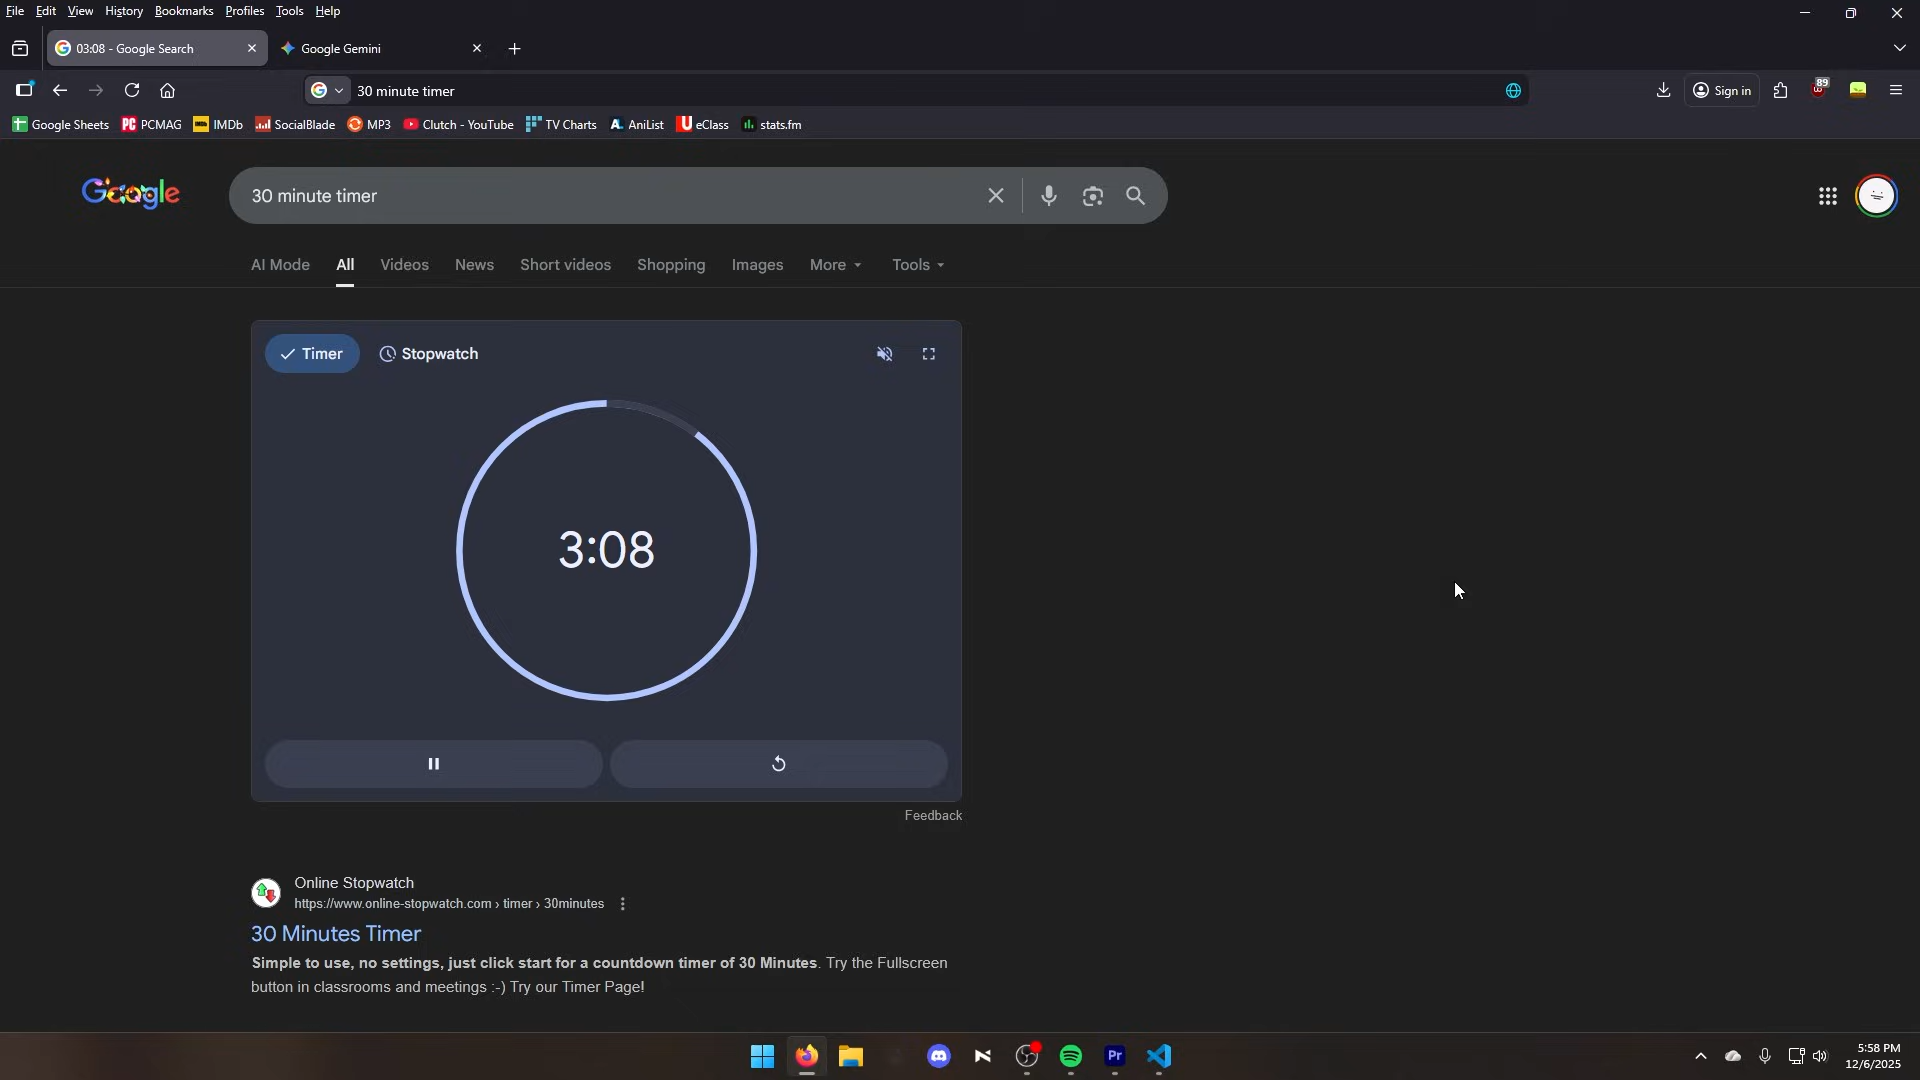 File Edit View History Bookmarks Profiles Tools Help
03:08 - Google Search
Google Gemini
30 minute timer
Sign in
89
Google Sheets
PCMAG
IMDb
SocialBlade
MP3
Clutch - YouTube
TV Charts
AniList
eClass
stats.fm
Google
30 minute timer
AI Mode All Videos News Short videos Shopping Images More Tools
Timer Stopwatch
3:08
Feedback
Online Stopwatch
https://www.online-stopwatch.com › timer › 30minutes
30 Minutes Timer
Simple to use, no settings, just click start for a countdown timer of 30 Minutes. Try the Fullscreen
button in classrooms and meetings :-) Try our Timer Page!
Pr
5:58 PM
12/6/2025